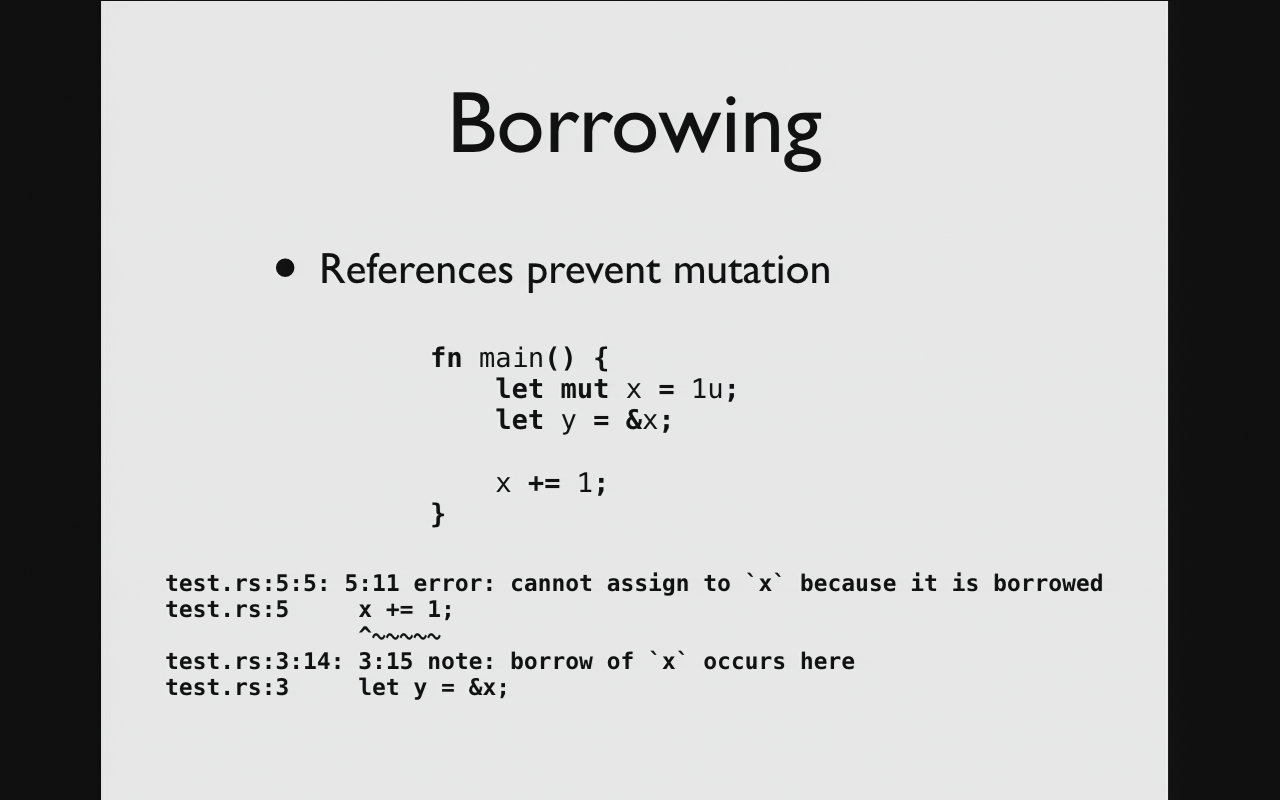 Borrowing
• References prevent mutation
fn main() {
    let mut x = 1u;
    let y = &x;

    x += 1;
}
test.rs:5:5: 5:11 error: cannot assign to `x` because it is borrowed
test.rs:5     x += 1;
              ^~~~~~
test.rs:3:14: 3:15 note: borrow of `x` occurs here
test.rs:3     let y = &x;